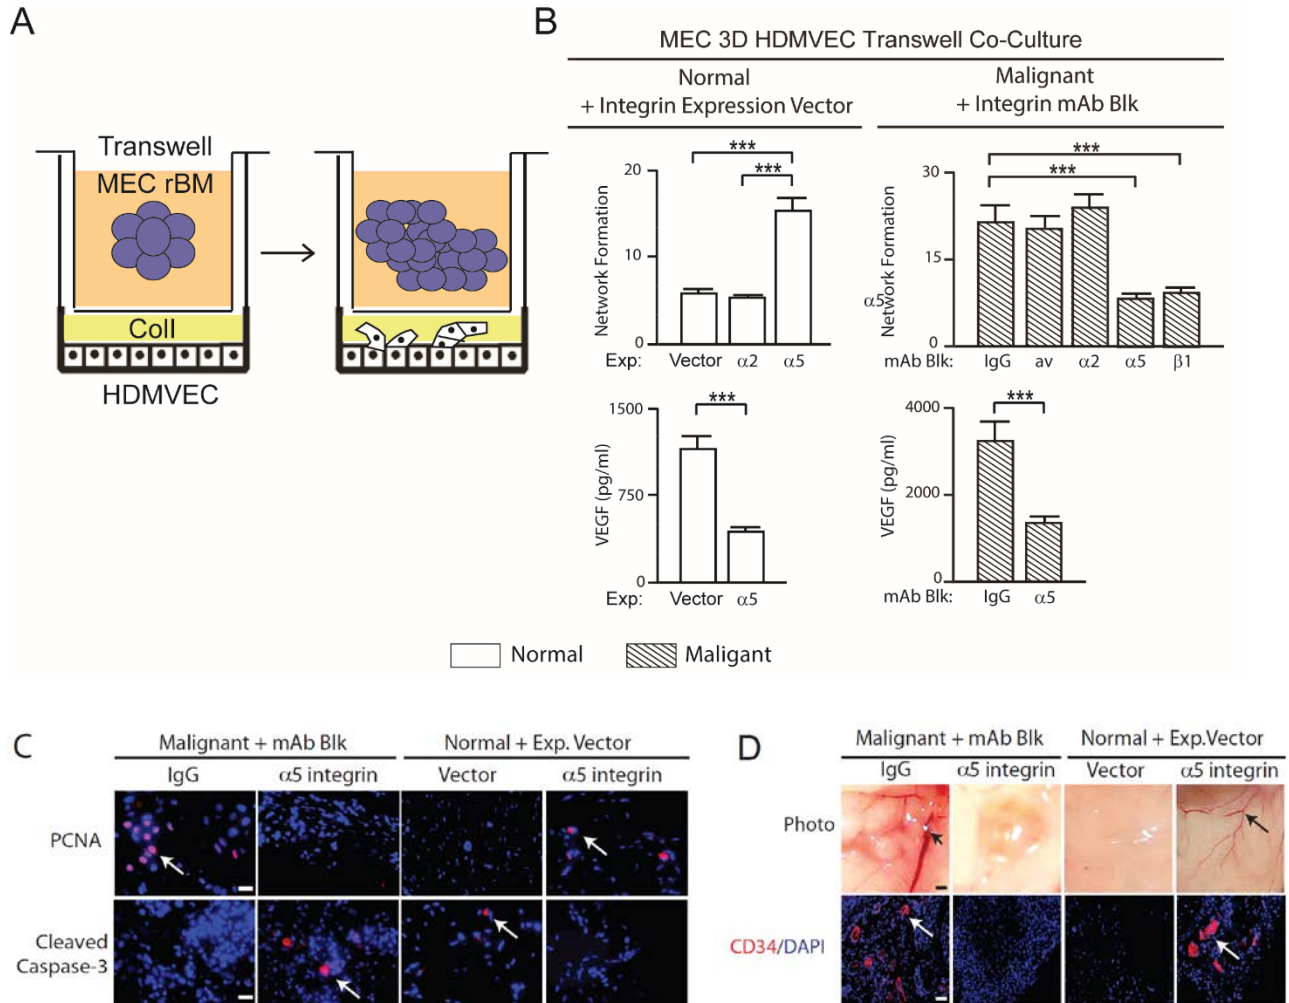 A
Transwell
MEC rBM
ColI
HDMVEC
B
MEC 3D HDMVEC Transwell Co-Culture
Normal
+ Integrin Expression Vector
Malignant
+ Integrin mAb Blk
***
***
20
10
0
Network Formation
Exp: Vector α2 α5
***
***
30
15
0
Network Formation
α5
mAb Blk: IgG av α2 α5 β1
***
1500
750
0
VEGF (pg/ml)
Exp: Vector α5
***
4000
2000
0
VEGF (pg/ml)
mAb Blk: IgG α5
Normal Maligant
C
Malignant + mAb Blk Normal + Exp. Vector
IgG α5 integrin Vector α5 integrin
PCNA
Cleaved
Caspase-3
D
Malignant + mAb Blk Normal + Exp.Vector
IgG α5 integrin Vector α5 integrin
Photo
CD34/DAPI